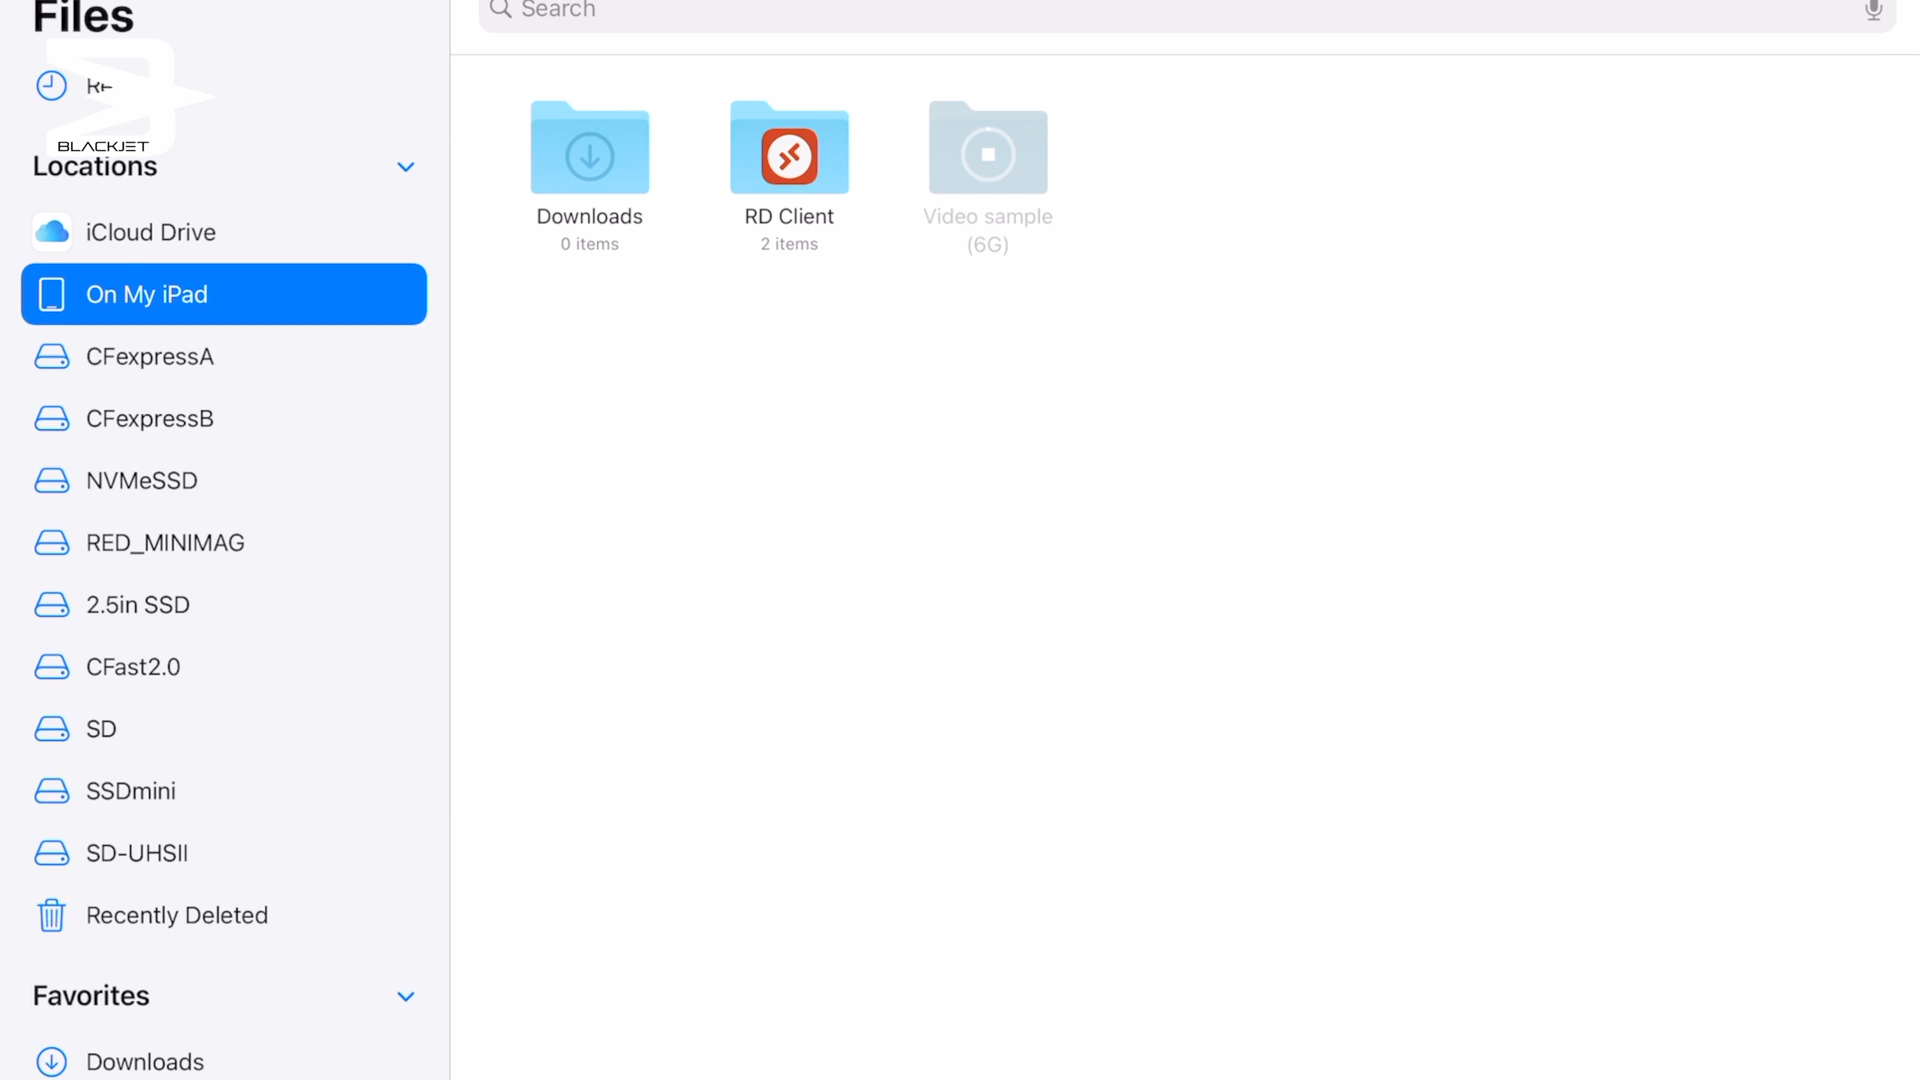 Files
Search
BLACKJET
Locations
iCloud Drive
On My iPad
CFexpressA
CFexpressB
NVMeSSD
RED_MINIMAG
2.5in SSD
CFast2.0
SD
SSDmini
SD-UHSII
Recently Deleted
Favorites
Downloads
Downloads
0 items
RD Client
2 items
Video sample
(6G)